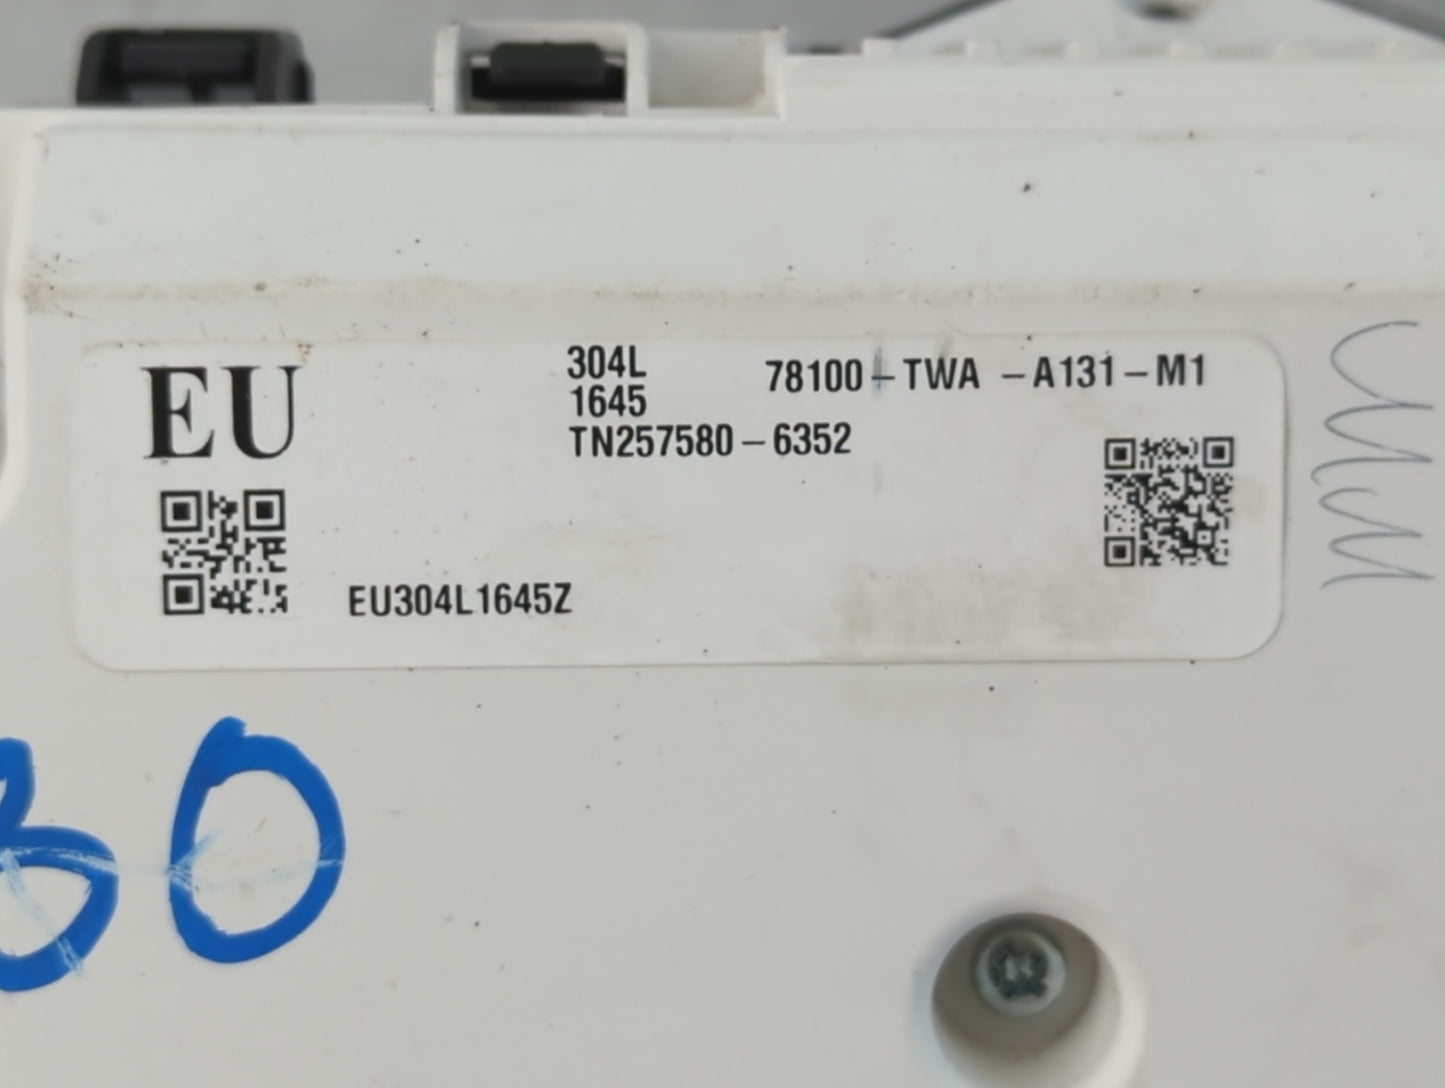 EU
304L
1645
TN257580-6352
78100-TWA -A131-M1
EU304L1645Z
30